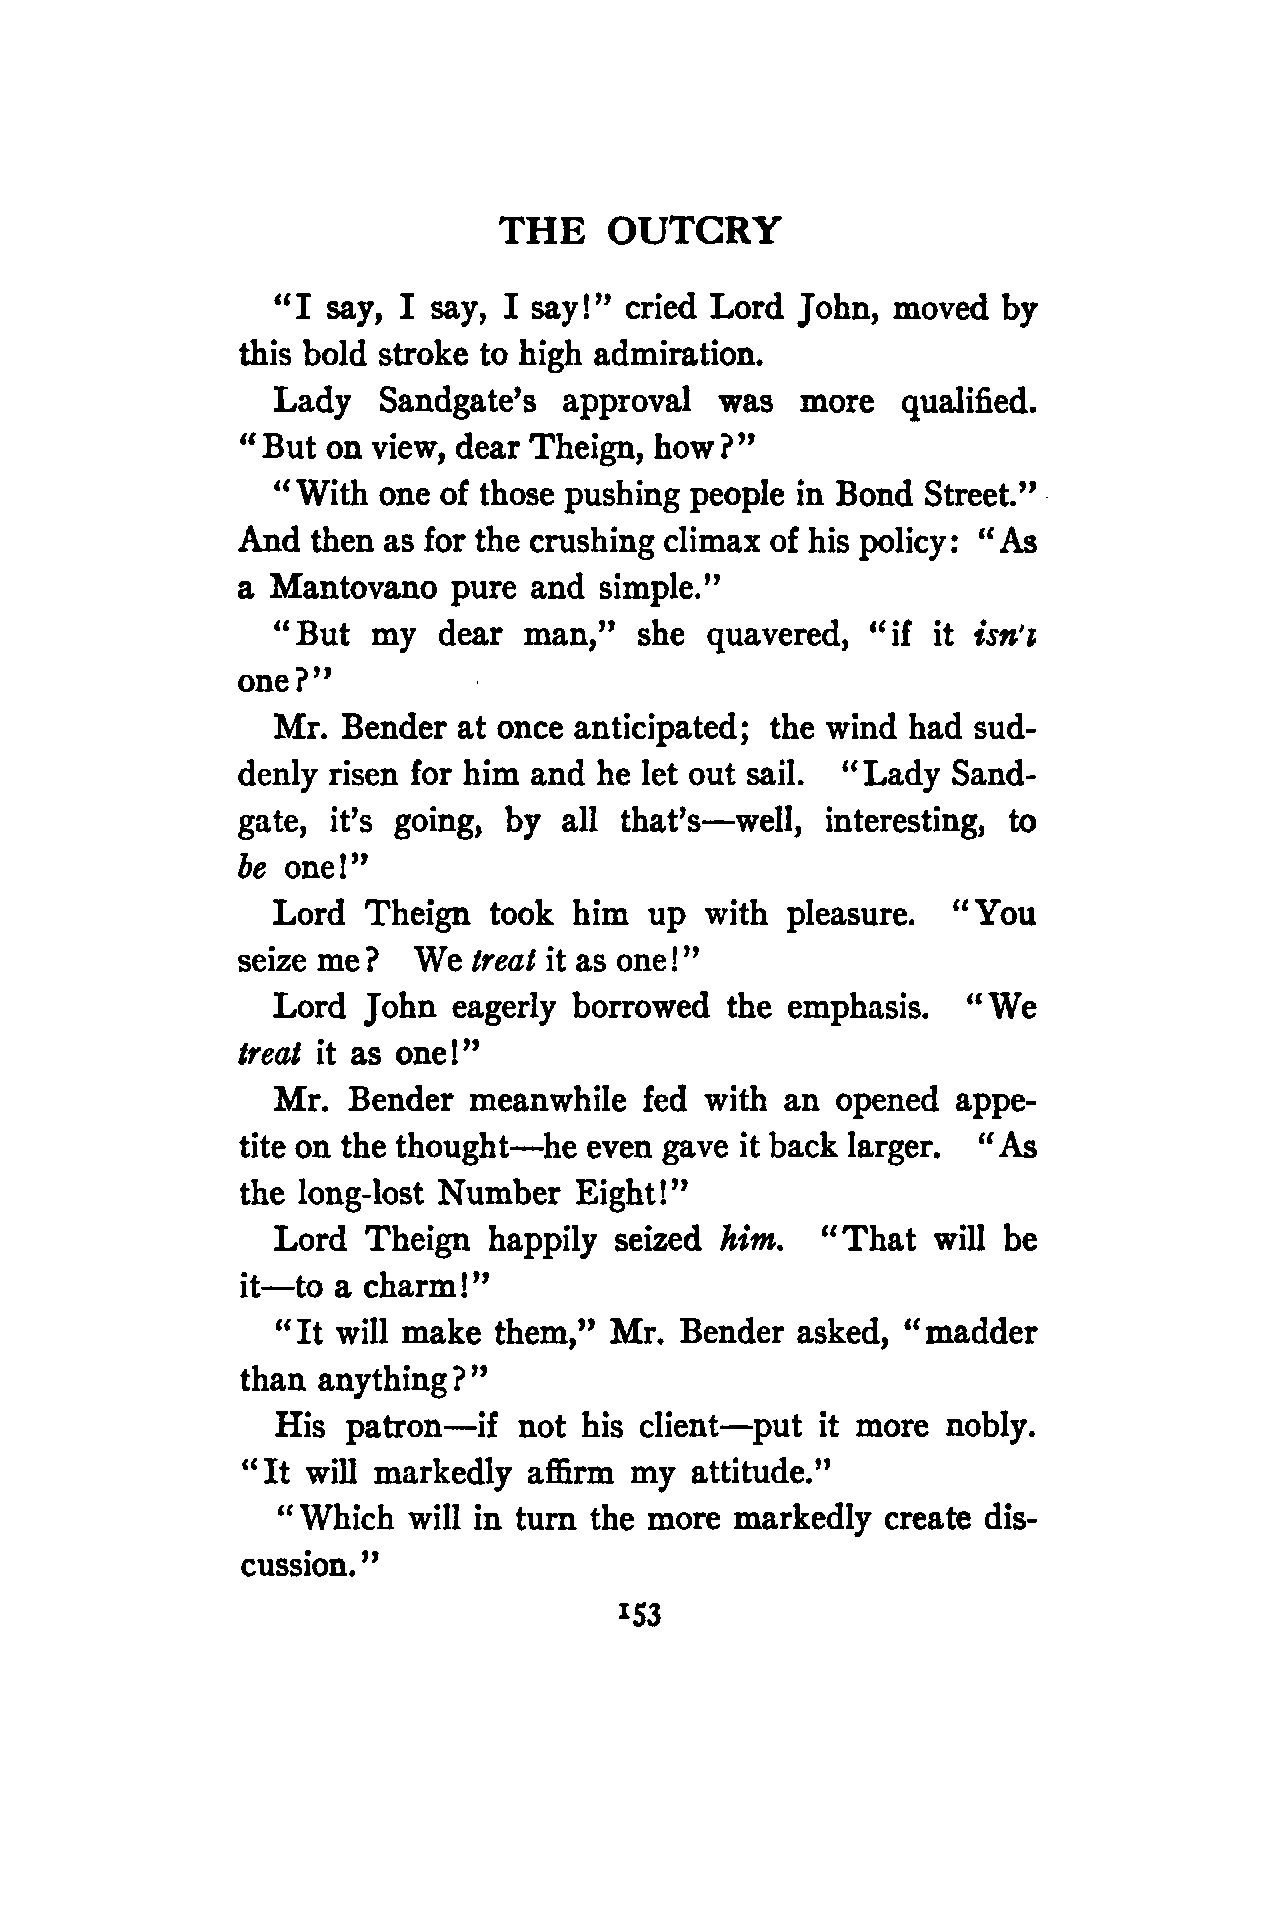 THE OUTCRY
"I say, I say, I say!" cried Lord John, moved by
this bold stroke to high admiration.
Lady Sandgate's approval was more qualified.
"But on view, dear Theign, how?"
"With one of those pushing people in Bond Street."
And then as for the crushing climax of his policy: "As
a Mantovano pure and simple."
"But my dear man," she quavered, "if it isn't
one?"
Mr. Bender at once anticipated; the wind had sud-
denly risen for him and he let out sail. "Lady Sand-
gate, it's going, by all that's—well, interesting, to
be one!"
Lord Theign took him up with pleasure. "You
seize me? We treat it as one!"
Lord John eagerly borrowed the emphasis. "We
treat it as one!"
Mr. Bender meanwhile fed with an opened appe-
tite on the thought—he even gave it back larger. "As
the long-lost Number Eight!"
Lord Theign happily seized him. "That will be
it—to a charm!"
"It will make them," Mr. Bender asked, "madder
than anything?"
His patron—if not his client—put it more nobly.
"It will markedly affirm my attitude."
"Which will in turn the more markedly create dis-
cussion."
153